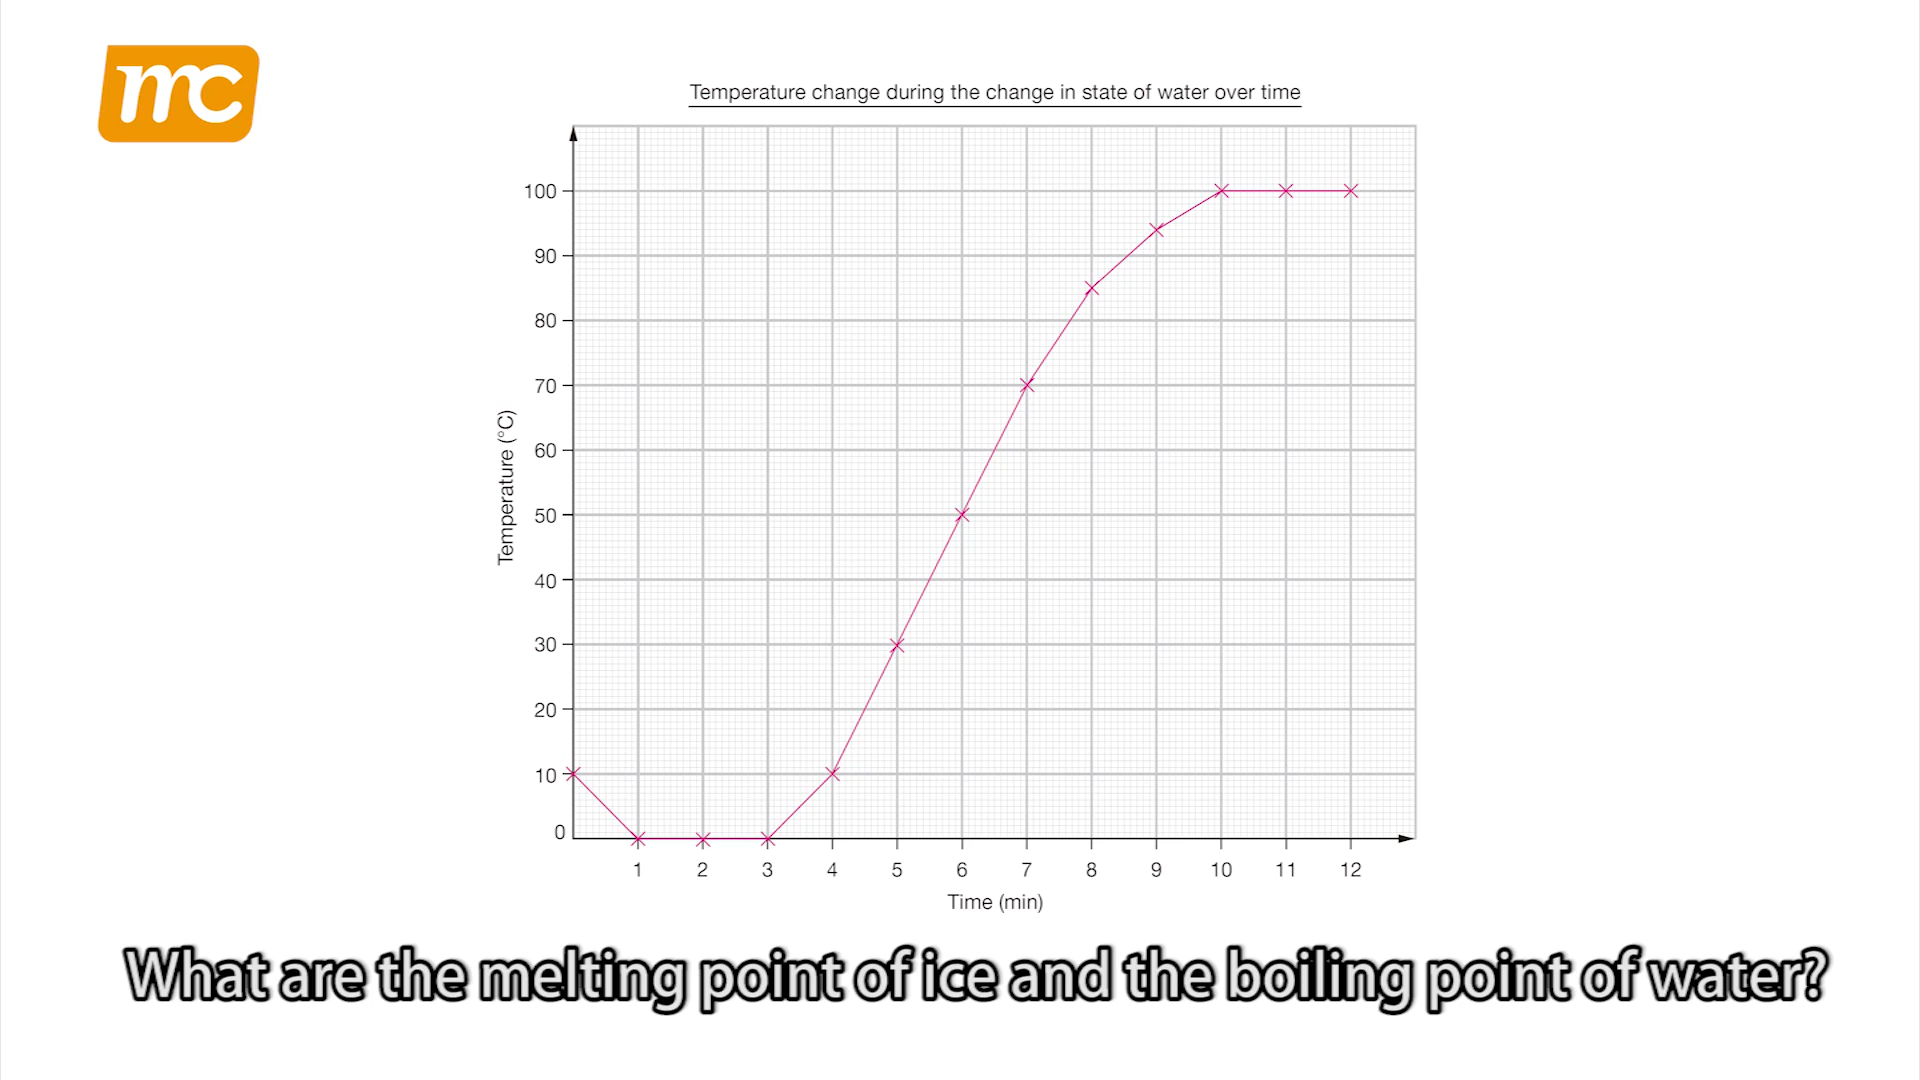 mc
Temperature change during the change in state of water over time
Temperature (°C)
100
90
80
70
60
50
40
30
20
10
0
1 2 3 4 5 6 7 8 9 10 11 12
Time (min)
What are the melting point of ice and the boiling point of water?